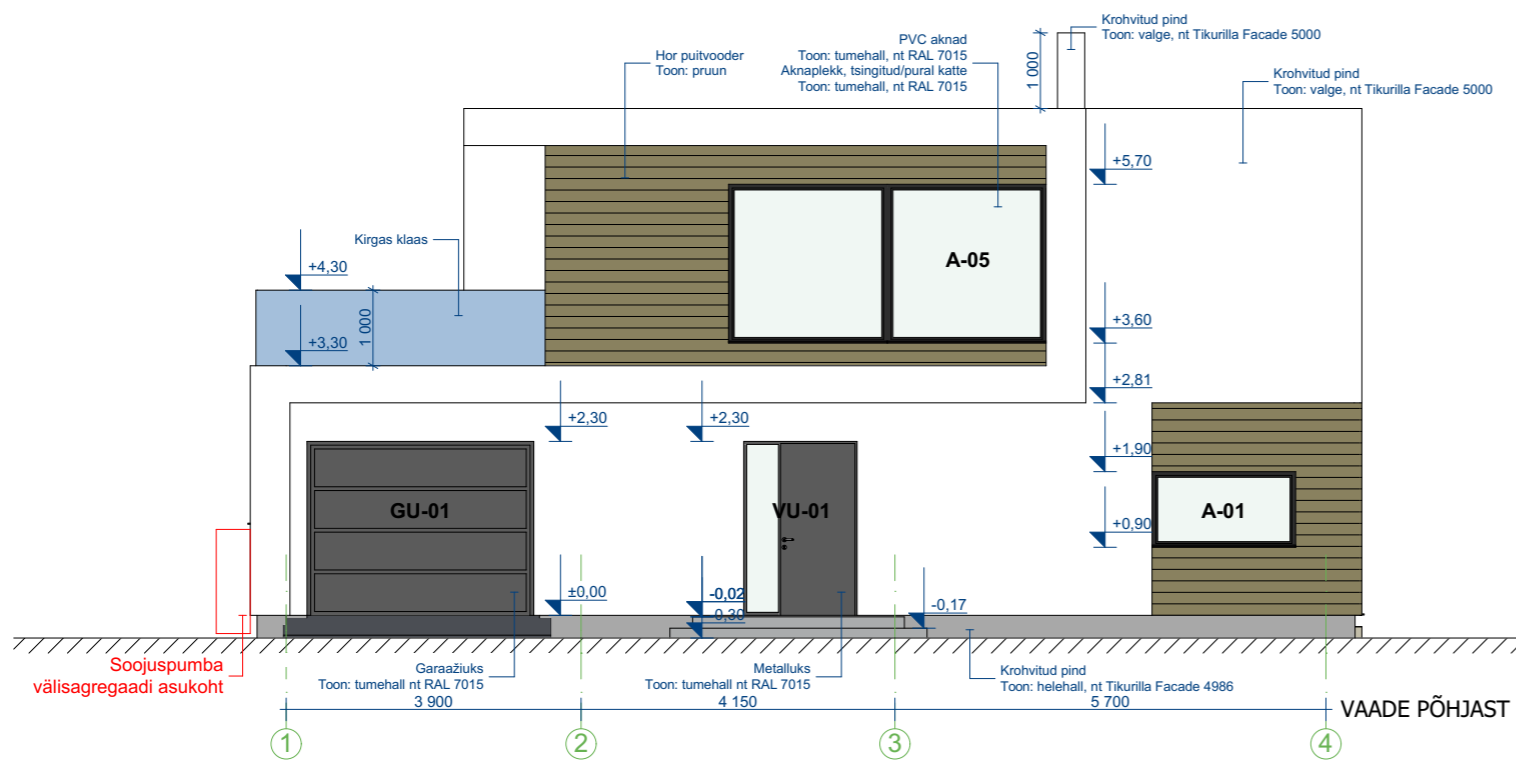 Krohvitud pind
Toon: valge, nt Tikurilla Facade 5000
PVC aknad
Toon: tumehall, nt RAL 7015
Aknaplekk, tsingitud/pural katte
Toon: tumehall, nt RAL 7015
Hor puitvooder
Toon: pruun
1 000
Krohvitud pind
Toon: valge, nt Tikurilla Facade 5000
+5,70
Kirgas klaas
A-05
+4,30
1 000
+3,30
+3,60
+2,81
+2,30
+2,30
+1,90
GU-01
VU-01
A-01
+0,90
±0,00
-0,02
-0,30
-0,17
Soojuspumba
välisagregaadi asukoht
Garaažiuks
Toon: tumehall nt RAL 7015
Metalluks
Toon: tumehall nt RAL 7015
Krohvitud pind
Toon: helehall, nt Tikurilla Facade 4986
3 900
4 150
5 700
VAADE PÕHJAST
1
2
3
4